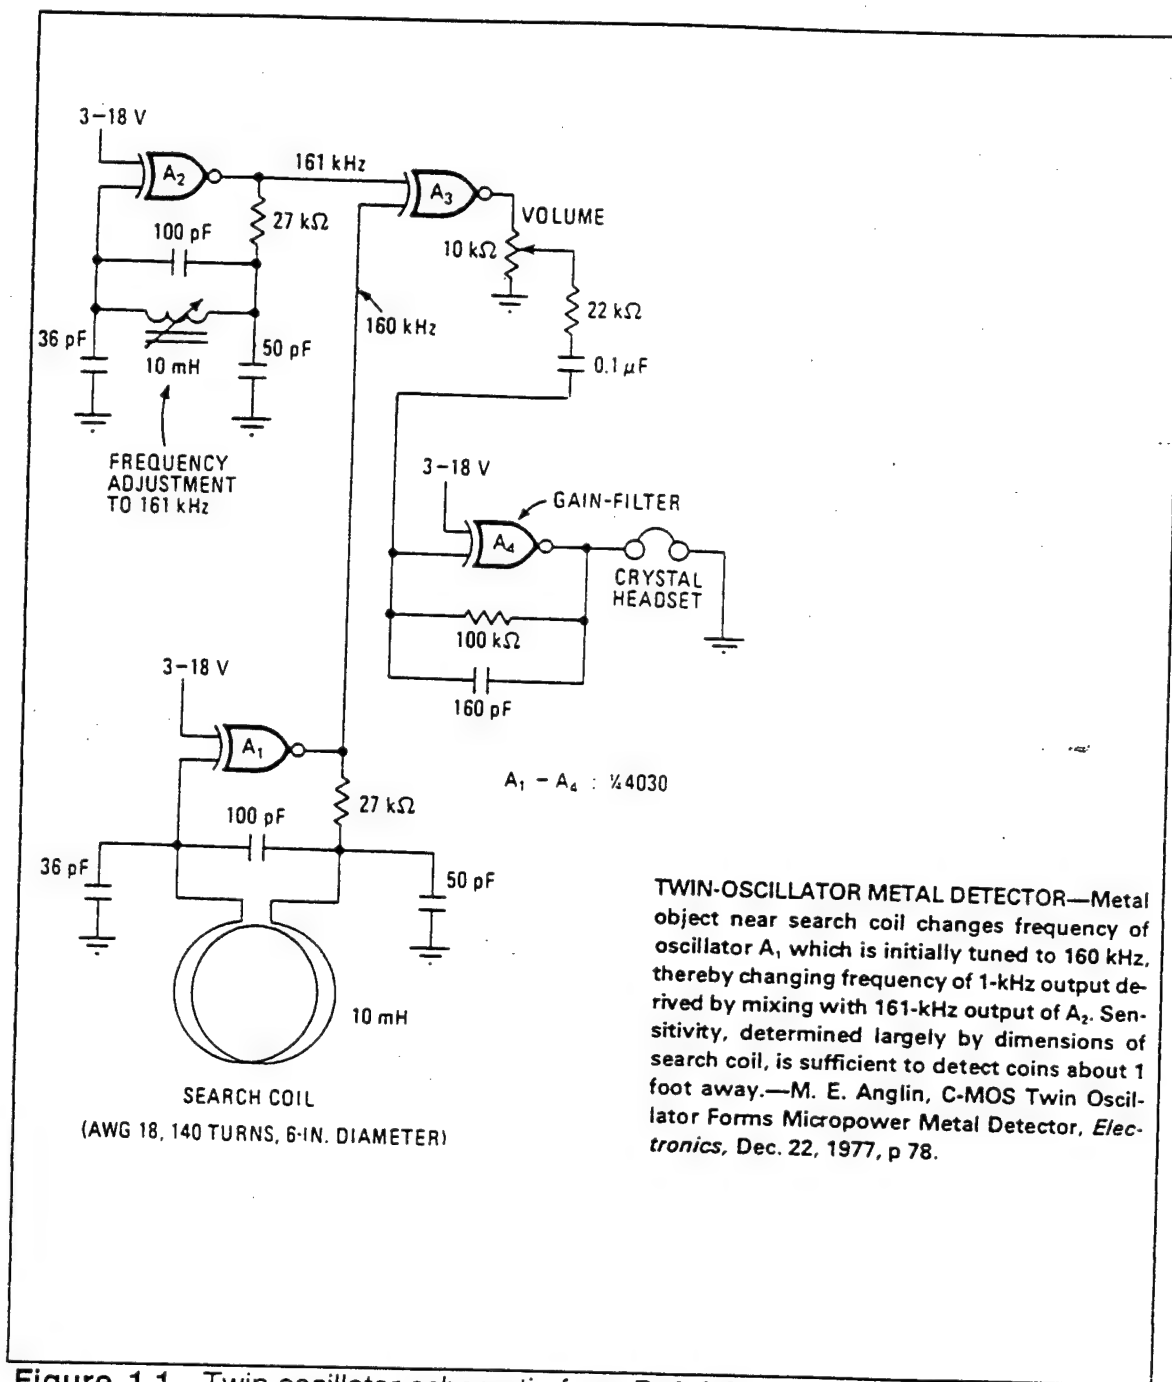 3-18 V
A2
161 kHz
A3
27 kΩ
VOLUME
100 pF
10 kΩ
22 kΩ
160 kHz
36 pF
50 pF
0.1 µF
10 mH
3-18 V
FREQUENCY
ADJUSTMENT
TO 161 kHz
GAIN-FILTER
A4
CRYSTAL
HEADSET
100 kΩ
160 pF
3-18 V
A1
A1 - A4 : ¼ 4030
27 kΩ
100 pF
36 pF
50 pF
10 mH
SEARCH COIL
(AWG 18, 140 TURNS, 6-IN. DIAMETER)
TWIN-OSCILLATOR METAL DETECTOR—Metal
object near search coil changes frequency of
oscillator A1 which is initially tuned to 160 kHz,
thereby changing frequency of 1-kHz output de-
rived by mixing with 161-kHz output of A2. Sen-
sitivity, determined largely by dimensions of
search coil, is sufficient to detect coins about 1
foot away.—M. E. Anglin, C-MOS Twin Oscil-
lator Forms Micropower Metal Detector, Elec-
tronics, Dec. 22, 1977, p 78.
Figure 1.1 Twin oscillator schematic from